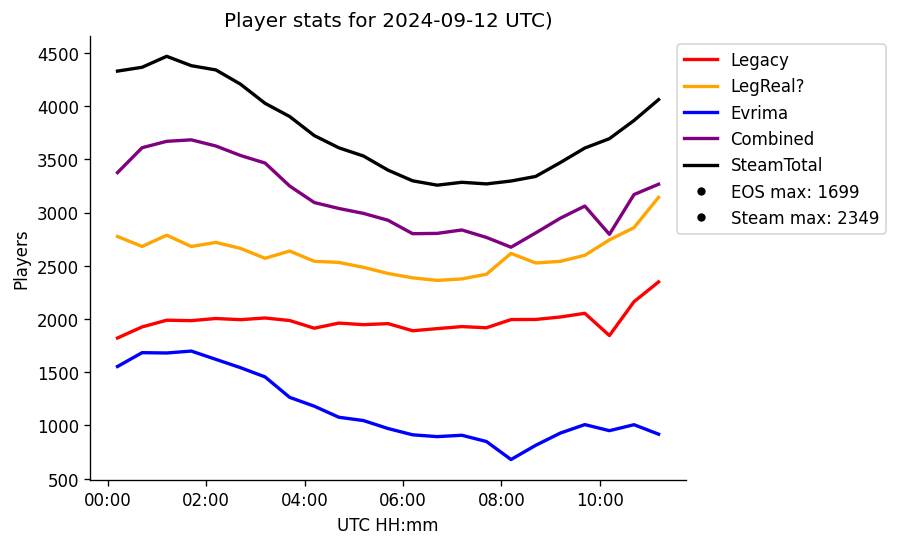 Player stats for 2024-09-12 UTC)
Players
4500
4000
3500
3000
2500
2000
1500
1000
500
00:00
02:00
04:00
06:00
08:00
10:00
UTC HH:mm
Legacy
LegReal?
Evrima
Combined
SteamTotal
EOS max: 1699
Steam max: 2349